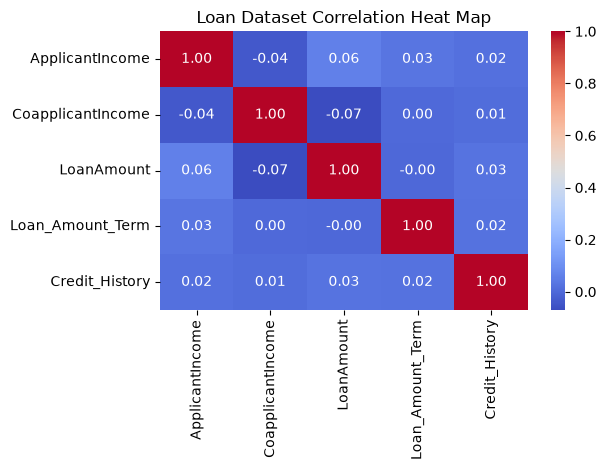 Loan Dataset Correlation Heat Map
ApplicantIncome 1.00 -0.04 0.06 0.03 0.02
CoapplicantIncome -0.04 1.00 -0.07 0.00 0.01
LoanAmount 0.06 -0.07 1.00 -0.00 0.03
Loan_Amount_Term 0.03 0.00 -0.00 1.00 0.02
Credit_History 0.02 0.01 0.03 0.02 1.00
ApplicantIncome
CoapplicantIncome
LoanAmount
Loan_Amount_Term
Credit_History
1.0
0.8
0.6
0.4
0.2
0.0